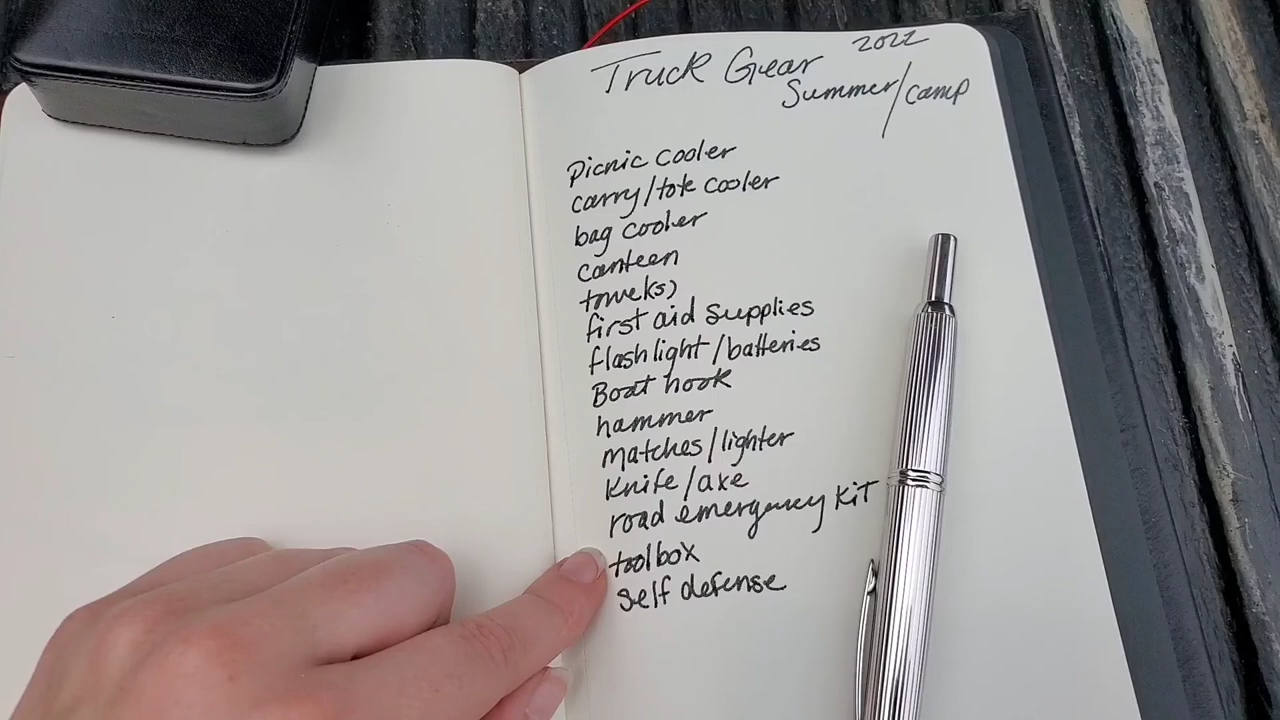 Truck Gear 2022
Summer/camp
Picnic cooler
carry/tote cooler
bag cooler
canteen
towel(s)
first aid supplies
flashlight/batteries
Boat hook
hammer
matches/lighter
Knife/axe
road emergency Kit
toolbox
self defense